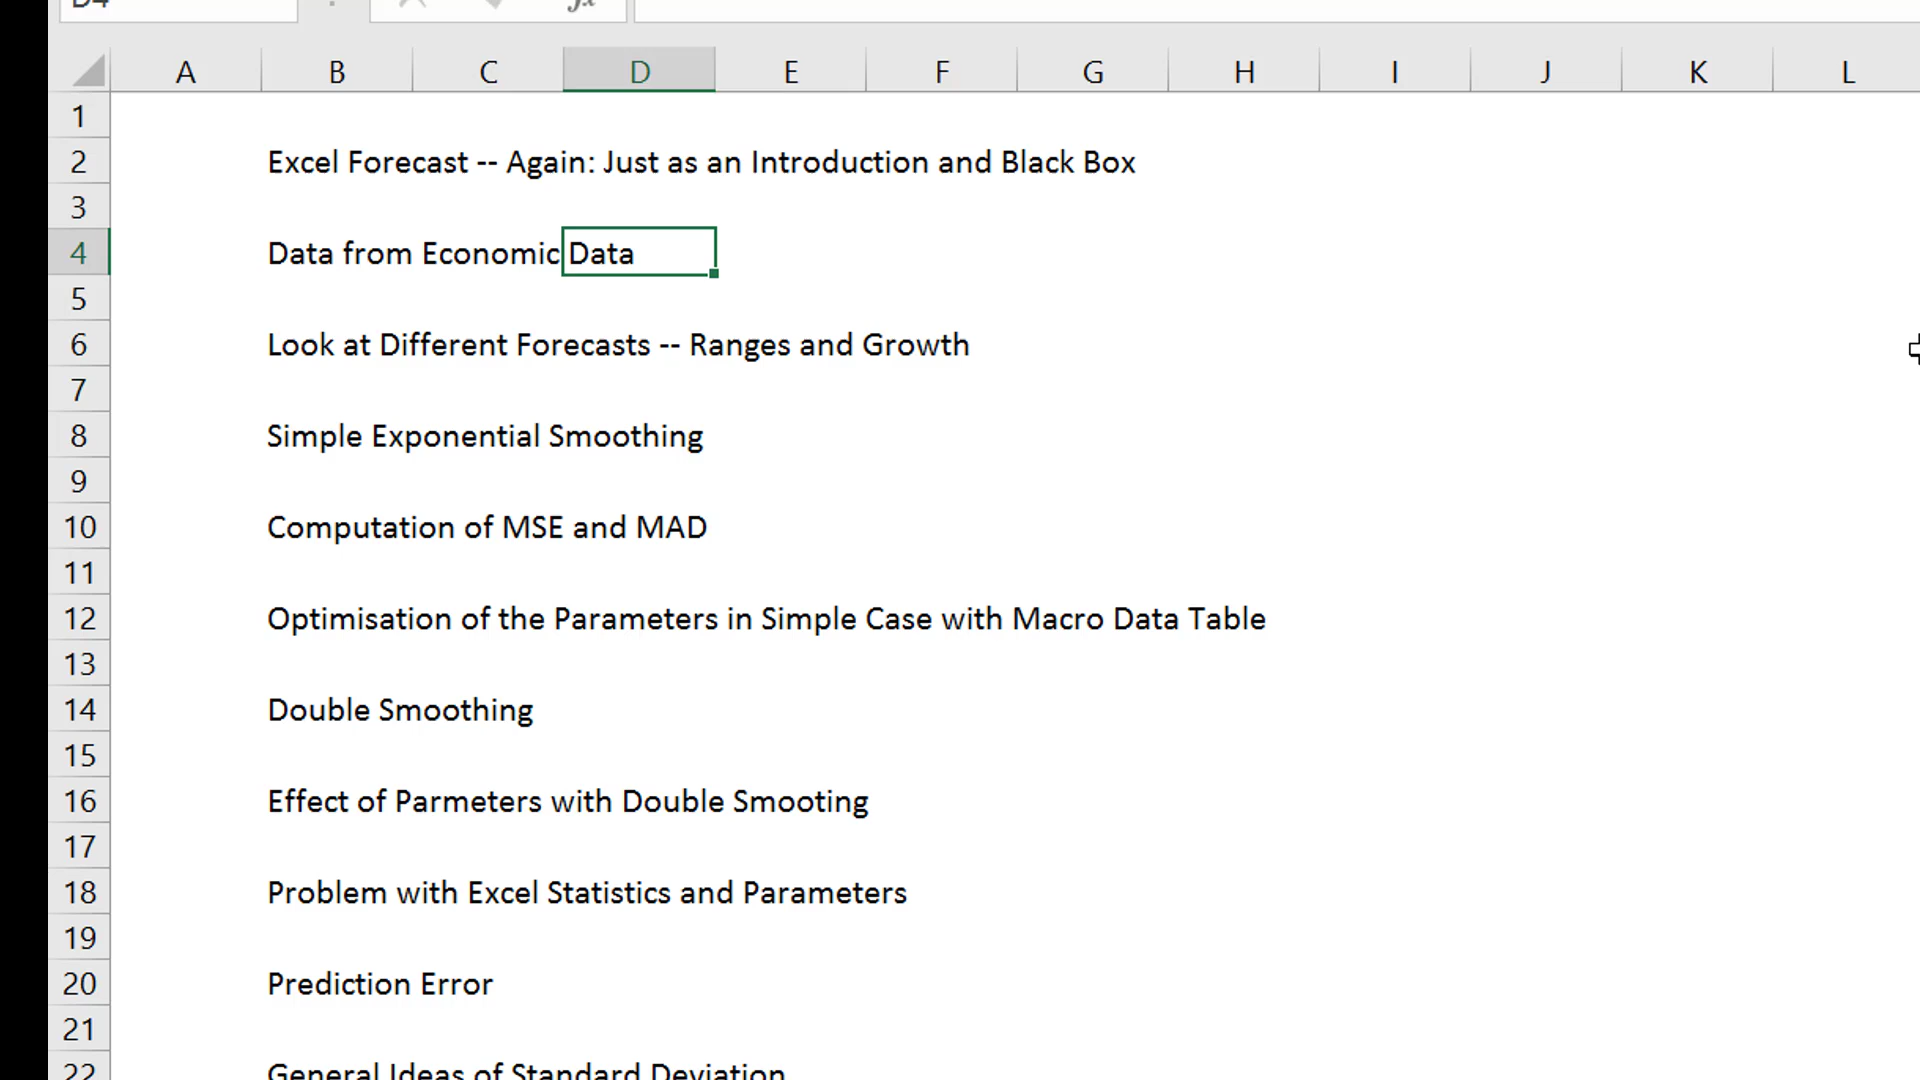 D4 fx
A B C D E F G H I J K L
1
2 Excel Forecast -- Again: Just as an Introduction and Black Box
3
4 Data from Economic Data
5
6 Look at Different Forecasts -- Ranges and Growth
7
8 Simple Exponential Smoothing
9
10 Computation of MSE and MAD
11
12 Optimisation of the Parameters in Simple Case with Macro Data Table
13
14 Double Smoothing
15
16 Effect of Parmeters with Double Smooting
17
18 Problem with Excel Statistics and Parameters
19
20 Prediction Error
21
22 General Ideas of Standard Deviation